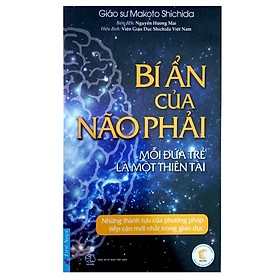 Giáo sư Makoto Shichida
Biên dịch: Nguyễn Hương Mai
Hiệu đính: Viện Giáo Dục Shichida Việt Nam
BÍ ẨN
CỦA
NÃO PHẢI
MỖI ĐỨA TRẺ
LÀ MỘT THIÊN TÀI
Những thành tựu của phương pháp
tiếp cận mới nhất trong giáo dục